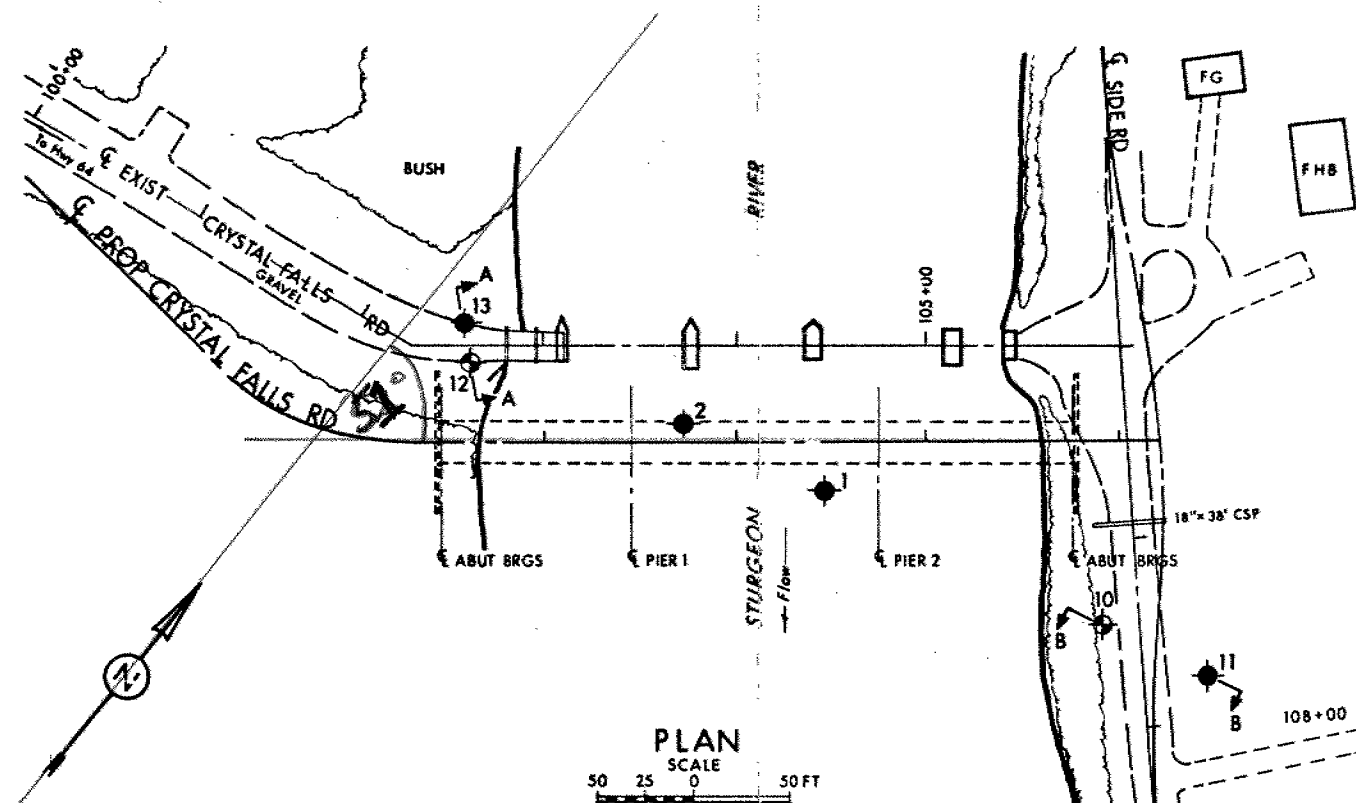 100+00
℄ SIDE RD
FG
FHB
To Hwy 64
℄ EXIST CRYSTAL FALLS RD
GRAVEL
BUSH
RIVER
℄ PROP CRYSTAL FALLS RD
A
13
105+00
12
A
57°
2
1
18"x 38' CSP
℄ ABUT BRGS
℄ PIER 1
STURGEON
Flow
℄ PIER 2
℄ ABUT BRGS
10
B
11
B
N
108+00
PLAN
SCALE
50 25 0 50 FT